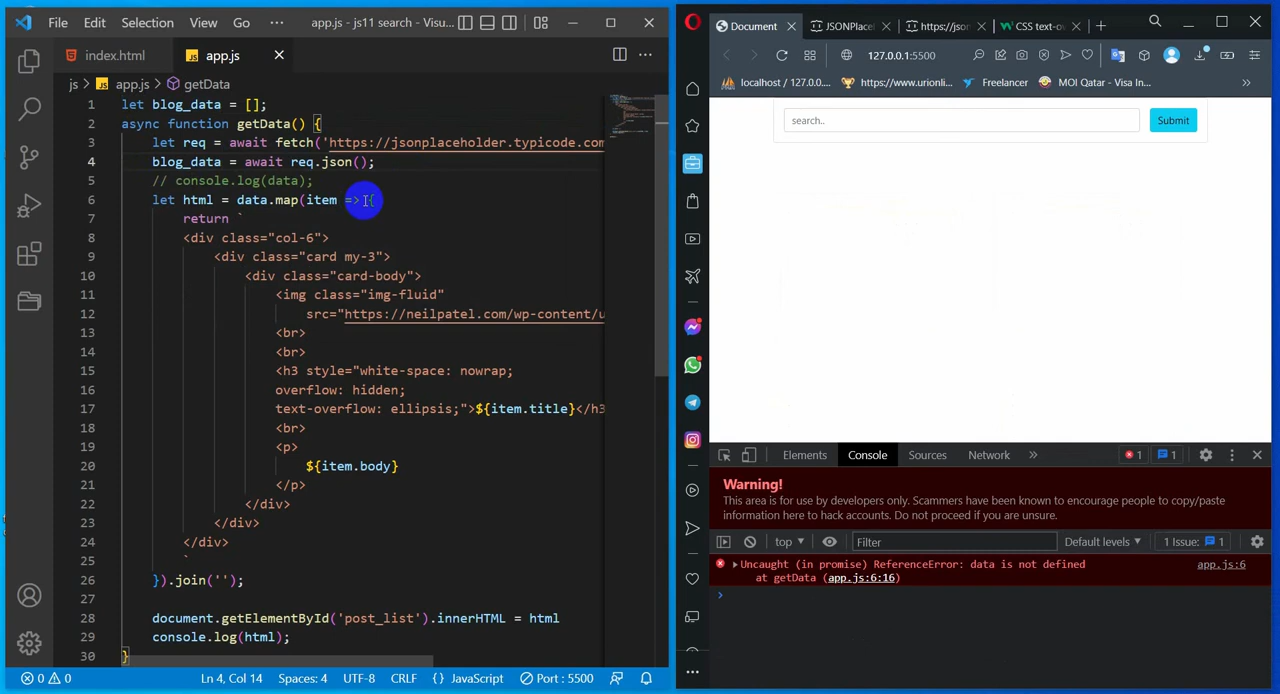 File Edit Selection View Go ··· app.js - js11 search - Visu...
index.html
app.js
js > app.js > getData
1 let blog_data = [];
2 async function getData() {
3 let req = await fetch('https://jsonplaceholder.typicode.com
4 blog_data = await req.json();
5 // console.log(data);
6 let html = data.map(item => {
7 return `
8 <div class="col-6">
9 <div class="card my-3">
10 <div class="card-body">
11 <img class="img-fluid"
12 src="https://neilpatel.com/wp-content/u
13 <br>
14 <br>
15 <h3 style="white-space: nowrap;
16 overflow: hidden;
17 text-overflow: ellipsis;">${item.title}</h3
18 <br>
19 <p>
20 ${item.body}
21 </p>
22 </div>
23 </div>
24 </div>
25 `
26 }).join('');
27
28 document.getElementById('post_list').innerHTML = html
29 console.log(html);
30 }
0 0 Ln 4, Col 14 Spaces: 4 UTF-8 CRLF {} JavaScript Port : 5500
Document JSONPlace https://json CSS text-ov
127.0.0.1:5500
localhost / 127.0.0.... https://www.urionli... Freelancer MOI Qatar - Visa In...
search..
Submit
Elements Console Sources Network 1 1
Warning!
This area is for use by developers only. Scammers have been known to encourage people to copy/paste
information here to hack accounts. Do not proceed if you are unsure.
top Filter Default levels 1 Issue: 1
Uncaught (in promise) ReferenceError: data is not defined app.js:6
at getData (app.js:6:16)